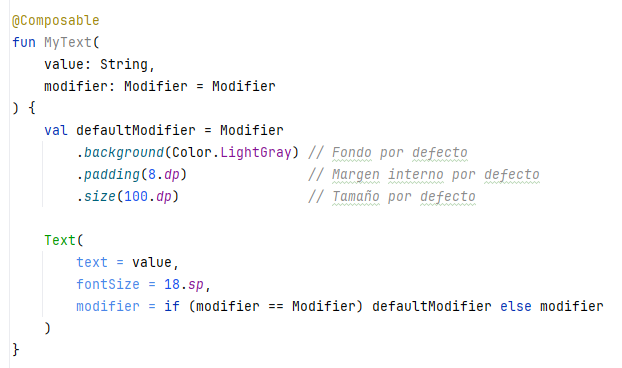 @Composable
fun MyText(
    value: String,
    modifier: Modifier = Modifier
) {
    val defaultModifier = Modifier
        .background(Color.LightGray) // Fondo por defecto
        .padding(8.dp)               // Margen interno por defecto
        .size(100.dp)                // Tamaño por defecto

    Text(
        text = value,
        fontSize = 18.sp,
        modifier = if (modifier == Modifier) defaultModifier else modifier
    )
}